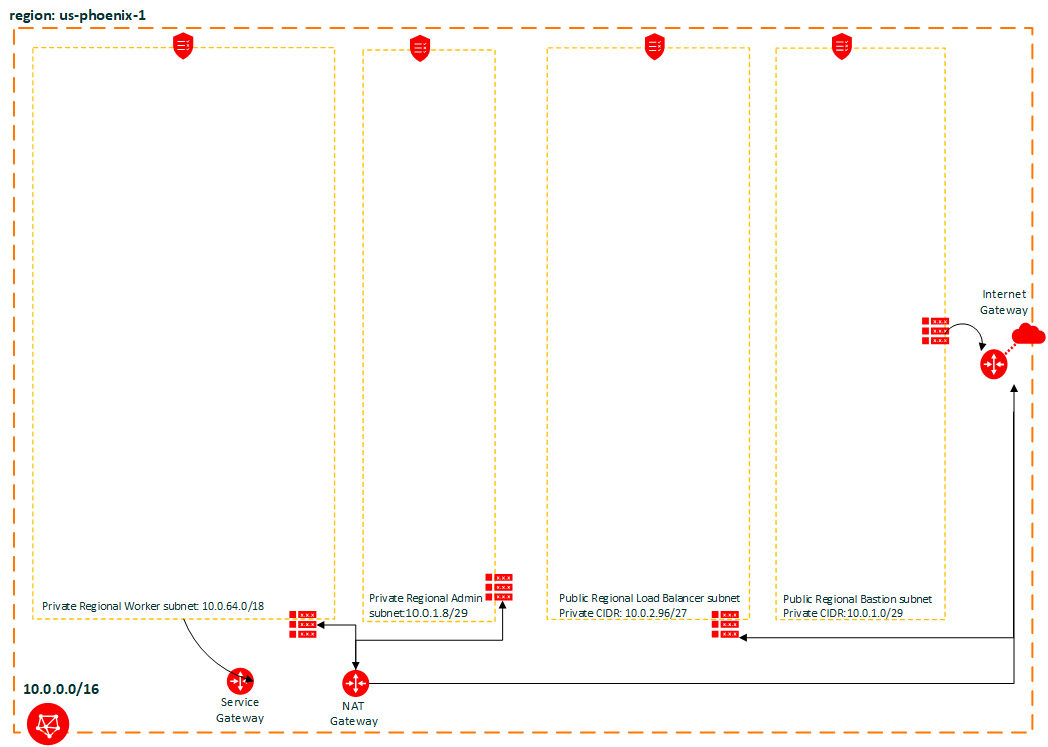 region: us-phoenix-1
Internet
Gateway
Private Regional Worker subnet: 10.0.64.0/18
Private Regional Admin
subnet:10.0.1.8/29
Public Regional Load Balancer subnet
Private CIDR: 10.0.2.96/27
Public Regional Bastion subnet
Private CIDR:10.0.1.0/29
10.0.0.0/16
Service
Gateway
NAT
Gateway